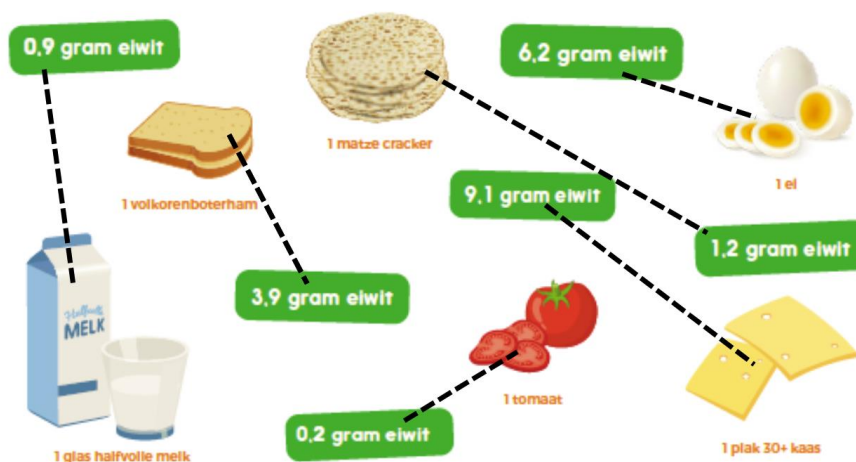 0,9 gram eiwit
6,2 gram eiwit
1 matze cracker
1 volkorenboterham
1 ei
9,1 gram eiwit
1,2 gram eiwit
3,9 gram eiwit
Halfvolle
MELK
1 tomaat
0,2 gram eiwit
1 glas halfvolle melk
1 plak 30+ kaas